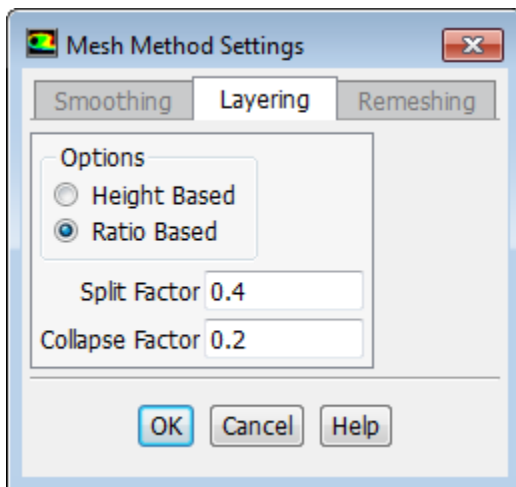 Mesh Method Settings
Smoothing Layering Remeshing
Options
Height Based
Ratio Based
Split Factor 0.4
Collapse Factor 0.2
OK Cancel Help